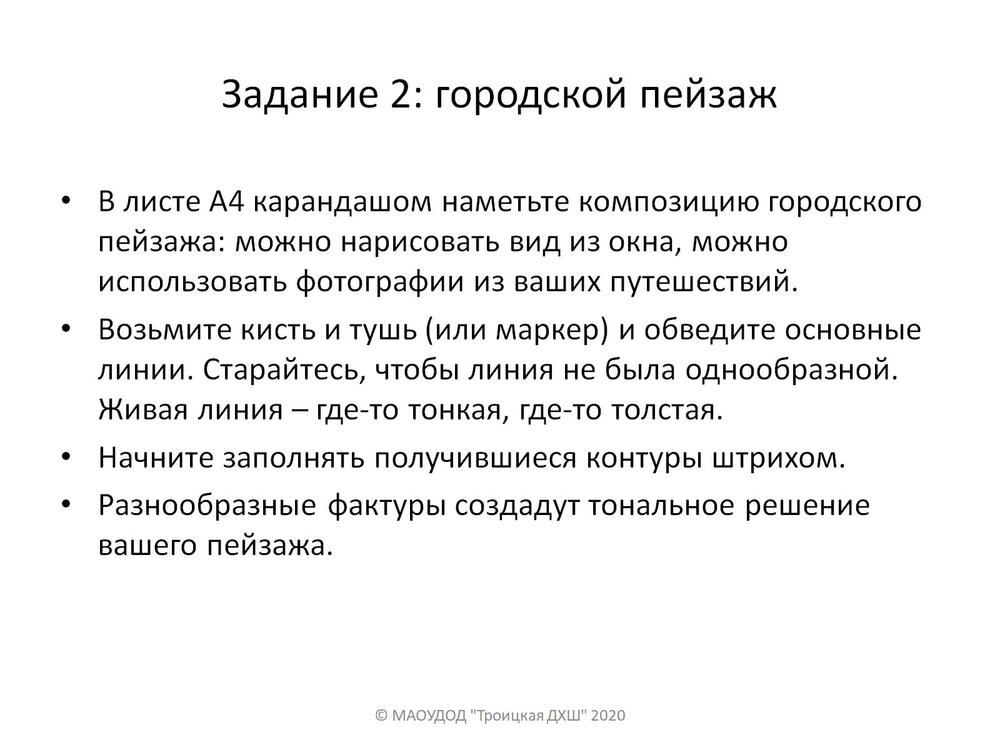 Задание 2: городской пейзаж
• В листе А4 карандашом наметьте композицию городского
пейзажа: можно нарисовать вид из окна, можно
использовать фотографии из ваших путешествий.
• Возьмите кисть и тушь (или маркер) и обведите основные
линии. Старайтесь, чтобы линия не была однообразной.
Живая линия – где-то тонкая, где-то толстая.
• Начните заполнять получившиеся контуры штрихом.
• Разнообразные фактуры создадут тональное решение
вашего пейзажа.
© МАОУДОД "Троицкая ДХШ" 2020